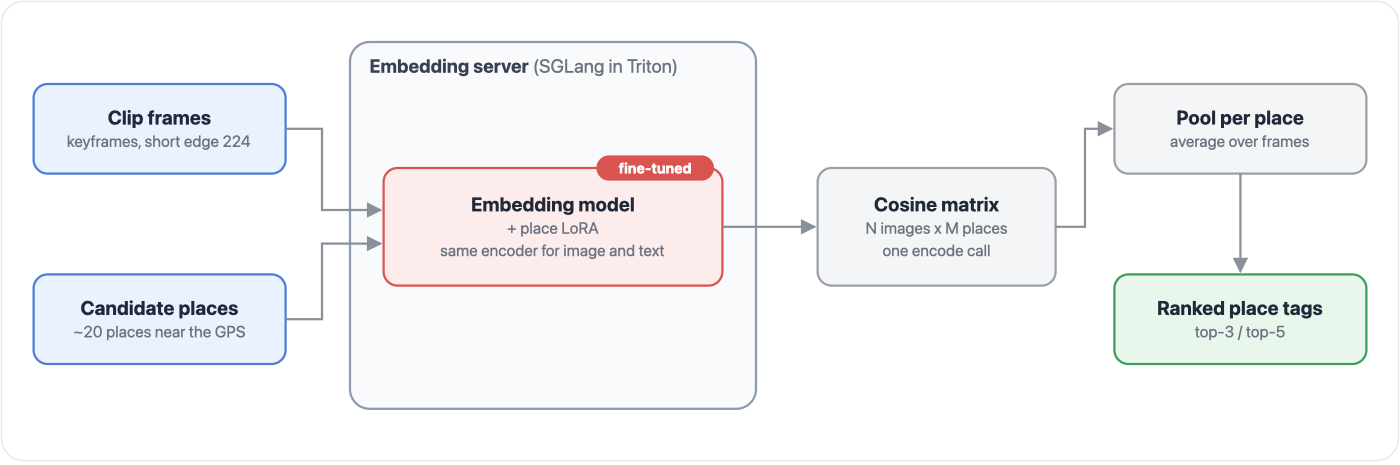 Embedding server (SGLang in Triton)
Clip frames
keyframes, short edge 224
Candidate places
~20 places near the GPS
fine-tuned
Embedding model
+ place LoRA
same encoder for image and text
Cosine matrix
N images x M places
one encode call
Pool per place
average over frames
Ranked place tags
top-3 / top-5